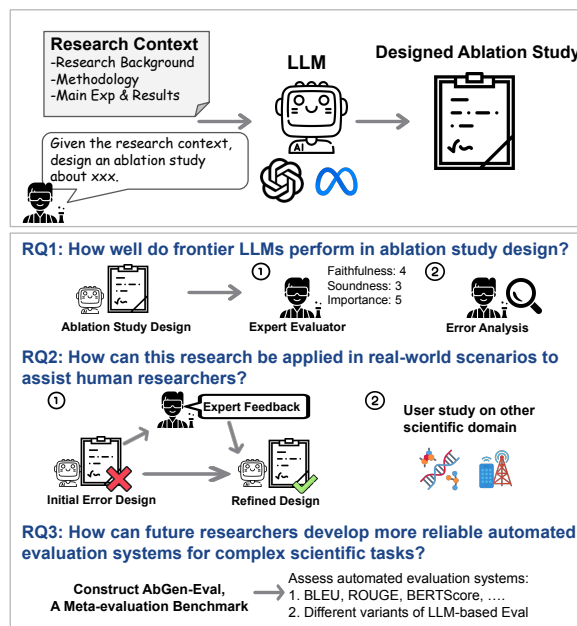 Research Context
-Research Background
-Methodology
-Main Exp & Results
LLM
Designed Ablation Study
Given the research context,
design an ablation study
about xxx.
AI
RQ1: How well do frontier LLMs perform in ablation study design?
1
Faithfulness: 4
Soundness: 3
Importance: 5
2
Ablation Study Design
Expert Evaluator
Error Analysis
RQ2: How can this research be applied in real-world scenarios to
assist human researchers?
1
Expert Feedback
2
User study on other
scientific domain
Initial Error Design
Refined Design
RQ3: How can future researchers develop more reliable automated
evaluation systems for complex scientific tasks?
Construct AbGen-Eval,
A Meta-evaluation Benchmark
Assess automated evaluation systems:
1. BLEU, ROUGE, BERTScore, ....
2. Different variants of LLM-based Eval